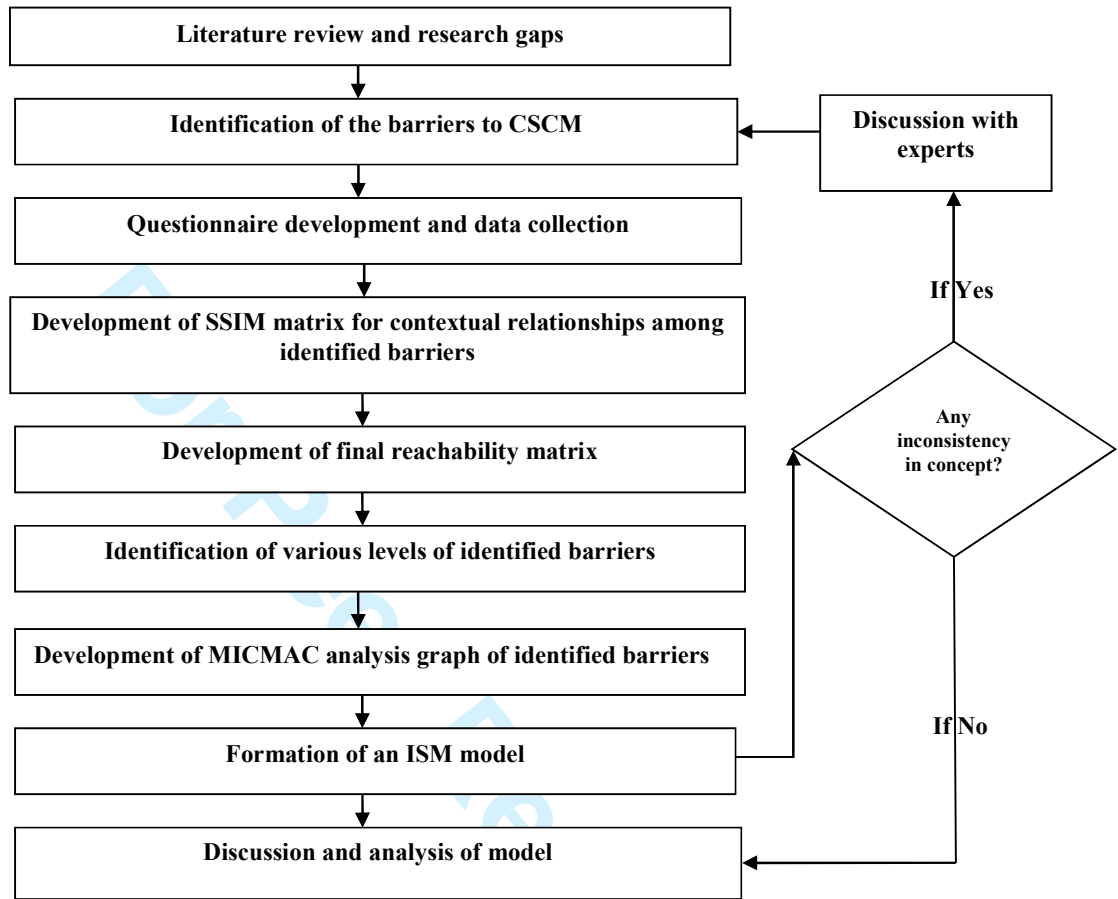 Literature review and research gaps
Identification of the barriers to CSCM
Discussion with
experts
Questionnaire development and data collection
If Yes
Development of SSIM matrix for contextual relationships among
identified barriers
Any
inconsistency
in concept?
Development of final reachability matrix
Identification of various levels of identified barriers
Development of MICMAC analysis graph of identified barriers
If No
Formation of an ISM model
Discussion and analysis of model